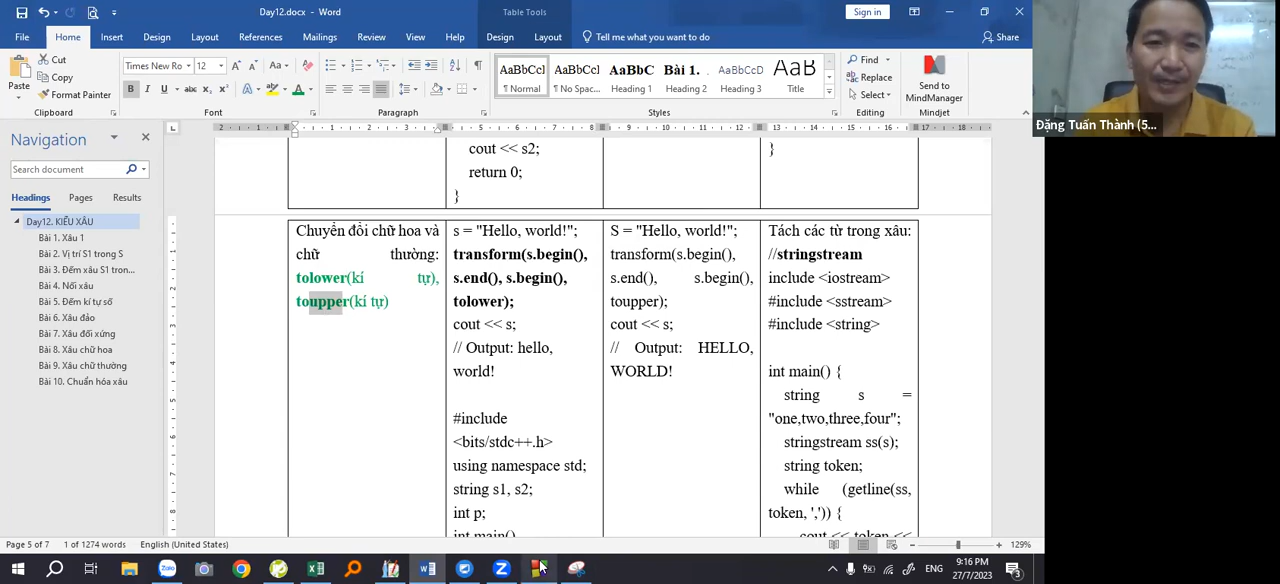 Day12.docx - Word
Table Tools
Sign in
File
Home
Insert
Design
Layout
References
Mailings
Review
View
Help
Design
Layout
Tell me what you want to do
Share
Paste
Cut
Copy
Format Painter
Clipboard
Times New Ro
12
Font
Paragraph
AaBbCcl
¶ Normal
AaBbCcl
¶ No Spac...
AaBbC
Heading 1
Bài 1.
Heading 2
AaBbCcD
Heading 3
AaB
Title
Styles
Find
Replace
Select
Editing
Send to
MindManager
Mindjet
Đặng Tuấn Thành (5...
Navigation
Search document
Headings
Pages
Results
Day12. KIỂU XÂU
Bài 1. Xâu 1
Bài 2. Vị trí S1 trong S
Bài 3. Đếm xâu S1 tron...
Bài 4. Nối xâu
Bài 5. Đếm kí tự số
Bài 6. Xâu đảo
Bài 7. Xâu đối xứng
Bài 8. Xâu chữ hoa
Bài 9. Xâu chữ thường
Bài 10. Chuẩn hóa xâu
cout << s2;
return 0;
}
}
Chuyển đổi chữ hoa và
chữ thường:
tolower(kí tự),
toupper(kí tự)
s = "Hello, world!";
transform(s.begin(),
s.end(), s.begin(),
tolower);
cout << s;
// Output: hello,
world!
#include
<bits/stdc++.h>
using namespace std;
string s1, s2;
int p;
int main()
S = "Hello, world!";
transform(s.begin(),
s.end(), s.begin(),
toupper);
cout << s;
// Output: HELLO,
WORLD!
Tách các từ trong xâu:
//stringstream
include <iostream>
#include <sstream>
#include <string>
int main() {
string s =
"one,two,three,four";
stringstream ss(s);
string token;
while (getline(ss,
token, ',')) {
cout << token <<
Page 5 of 7
1 of 1274 words
English (United States)
129%
ENG
9:16 PM
27/7/2023